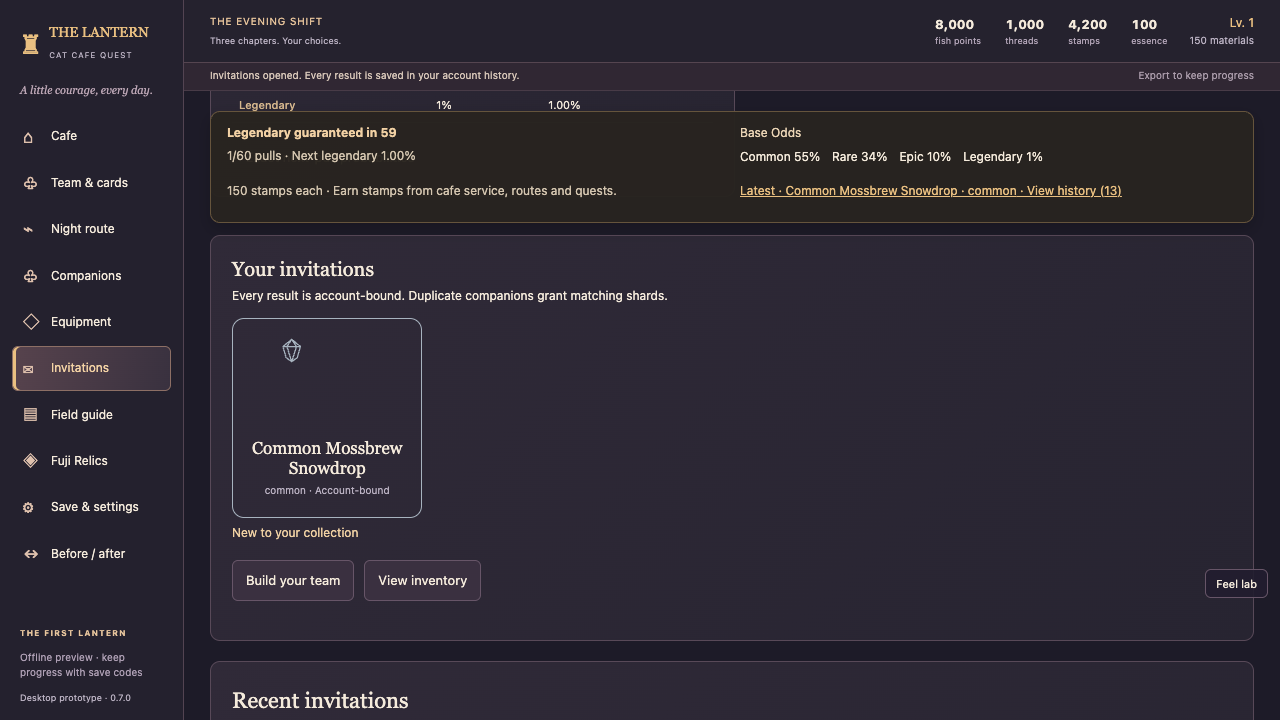 THE LANTERN
CAT CAFE QUEST
A little courage, every day.
Cafe
Team & cards
Night route
Companions
Equipment
Invitations
Field guide
Fuji Relics
Save & settings
Before / after
THE FIRST LANTERN
Offline preview · keep
progress with save codes
Desktop prototype · 0.7.0
THE EVENING SHIFT
Three chapters. Your choices.
8,000
fish points
1,000
threads
4,200
stamps
100
essence
Lv. 1
150 materials
Invitations opened. Every result is saved in your account history.
Export to keep progress
Legendary 1% 1.00%
Legendary guaranteed in 59
1/60 pulls · Next legendary 1.00%
150 stamps each · Earn stamps from cafe service, routes and quests.
Base Odds
Common 55% Rare 34% Epic 10% Legendary 1%
Latest · Common Mossbrew Snowdrop · common · View history (13)
Your invitations
Every result is account-bound. Duplicate companions grant matching shards.
Common Mossbrew
Snowdrop
common · Account-bound
New to your collection
Build your team
View inventory
Feel lab
Recent invitations